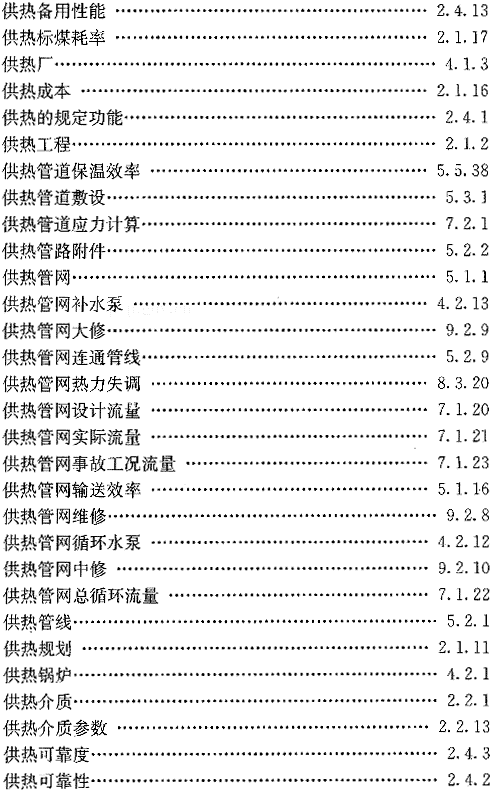 供热备用性能 ……………………………………… 2.4.13
供热标煤耗率 ……………………………………… 2.1.17
供热厂……………………………………………… 4.1.3
供热成本 …………………………………………… 2.1.16
供热的规定功能…………………………………… 2.4.1
供热工程…………………………………………… 2.1.2
供热管道保温效率 ………………………………… 5.5.38
供热管道敷设……………………………………… 5.3.1
供热管道应力计算………………………………… 7.2.1
供热管路附件……………………………………… 5.2.2
供热管网…………………………………………… 5.1.1
供热管网补水泵 …………………………………… 4.2.13
供热管网大修……………………………………… 9.2.9
供热管网连通管线………………………………… 5.2.9
供热管网热力失调 ………………………………… 8.3.20
供热管网设计流量 ………………………………… 7.1.20
供热管网实际流量 ………………………………… 7.1.21
供热管网事故工况流量 …………………………… 7.1.23
供热管网输送效率 ………………………………… 5.1.16
供热管网维修……………………………………… 9.2.8
供热管网循环水泵 ………………………………… 4.2.12
供热管网中修 ……………………………………… 9.2.10
供热管网总循环流量 ……………………………… 7.1.22
供热管线…………………………………………… 5.2.1
供热规划 …………………………………………… 2.1.11
供热锅炉…………………………………………… 4.2.1
供热介质…………………………………………… 2.2.1
供热介质参数 ……………………………………… 2.2.13
供热可靠度………………………………………… 2.4.3
供热可靠性………………………………………… 2.4.2